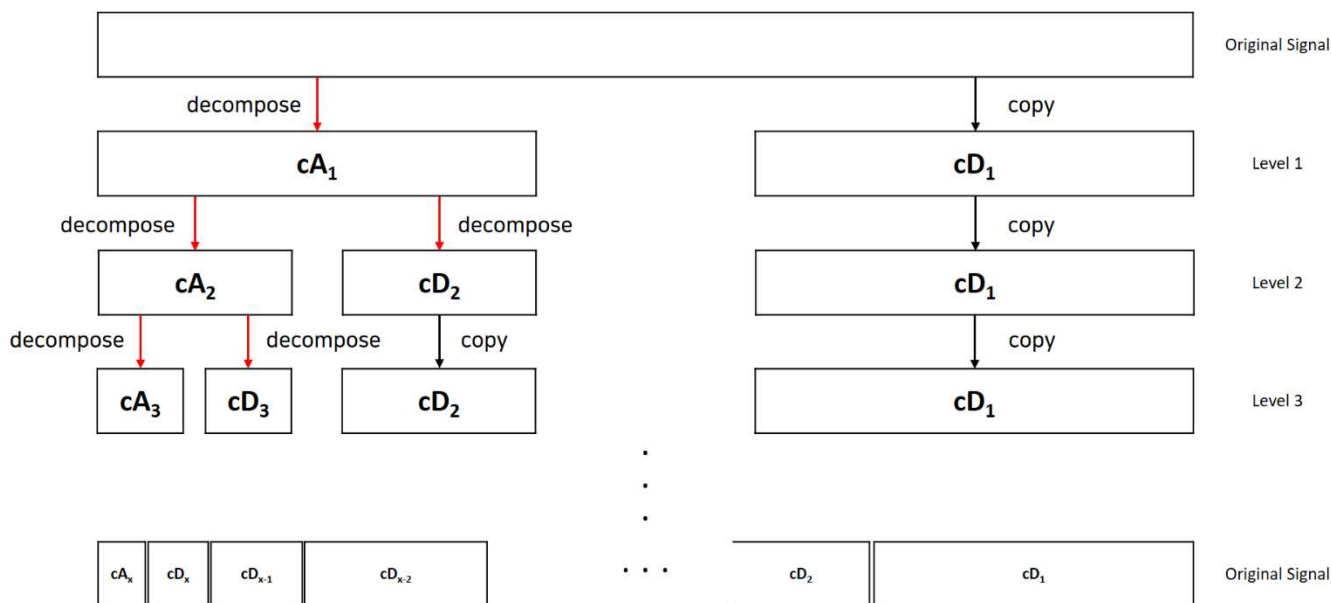 Original Signal
decompose copy
cA₁ cD₁ Level 1
decompose decompose copy
cA₂ cD₂ cD₁ Level 2
decompose decompose copy copy
cA₃ cD₃ cD₂ cD₁ Level 3
cAₓ cDₓ cDₓ₋₁ cDₓ₋₂ . . . cD₂ cD₁ Original Signal